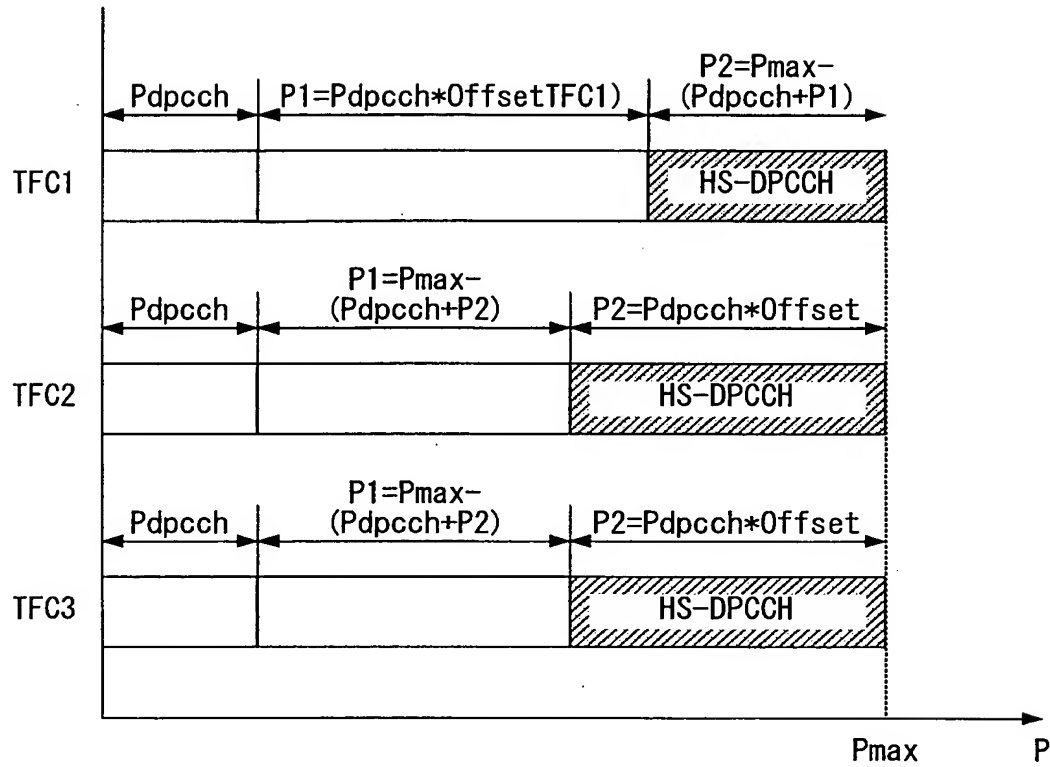 P2=Pmax-
Pdpcch P1=Pdpcch*OffsetTFC1) (Pdpcch+P1)
TFC1 HS-DPCCH
P1=Pmax-
Pdpcch (Pdpcch+P2) P2=Pdpcch*Offset
TFC2 HS-DPCCH
P1=Pmax-
Pdpcch (Pdpcch+P2) P2=Pdpcch*Offset
TFC3 HS-DPCCH
Pmax P